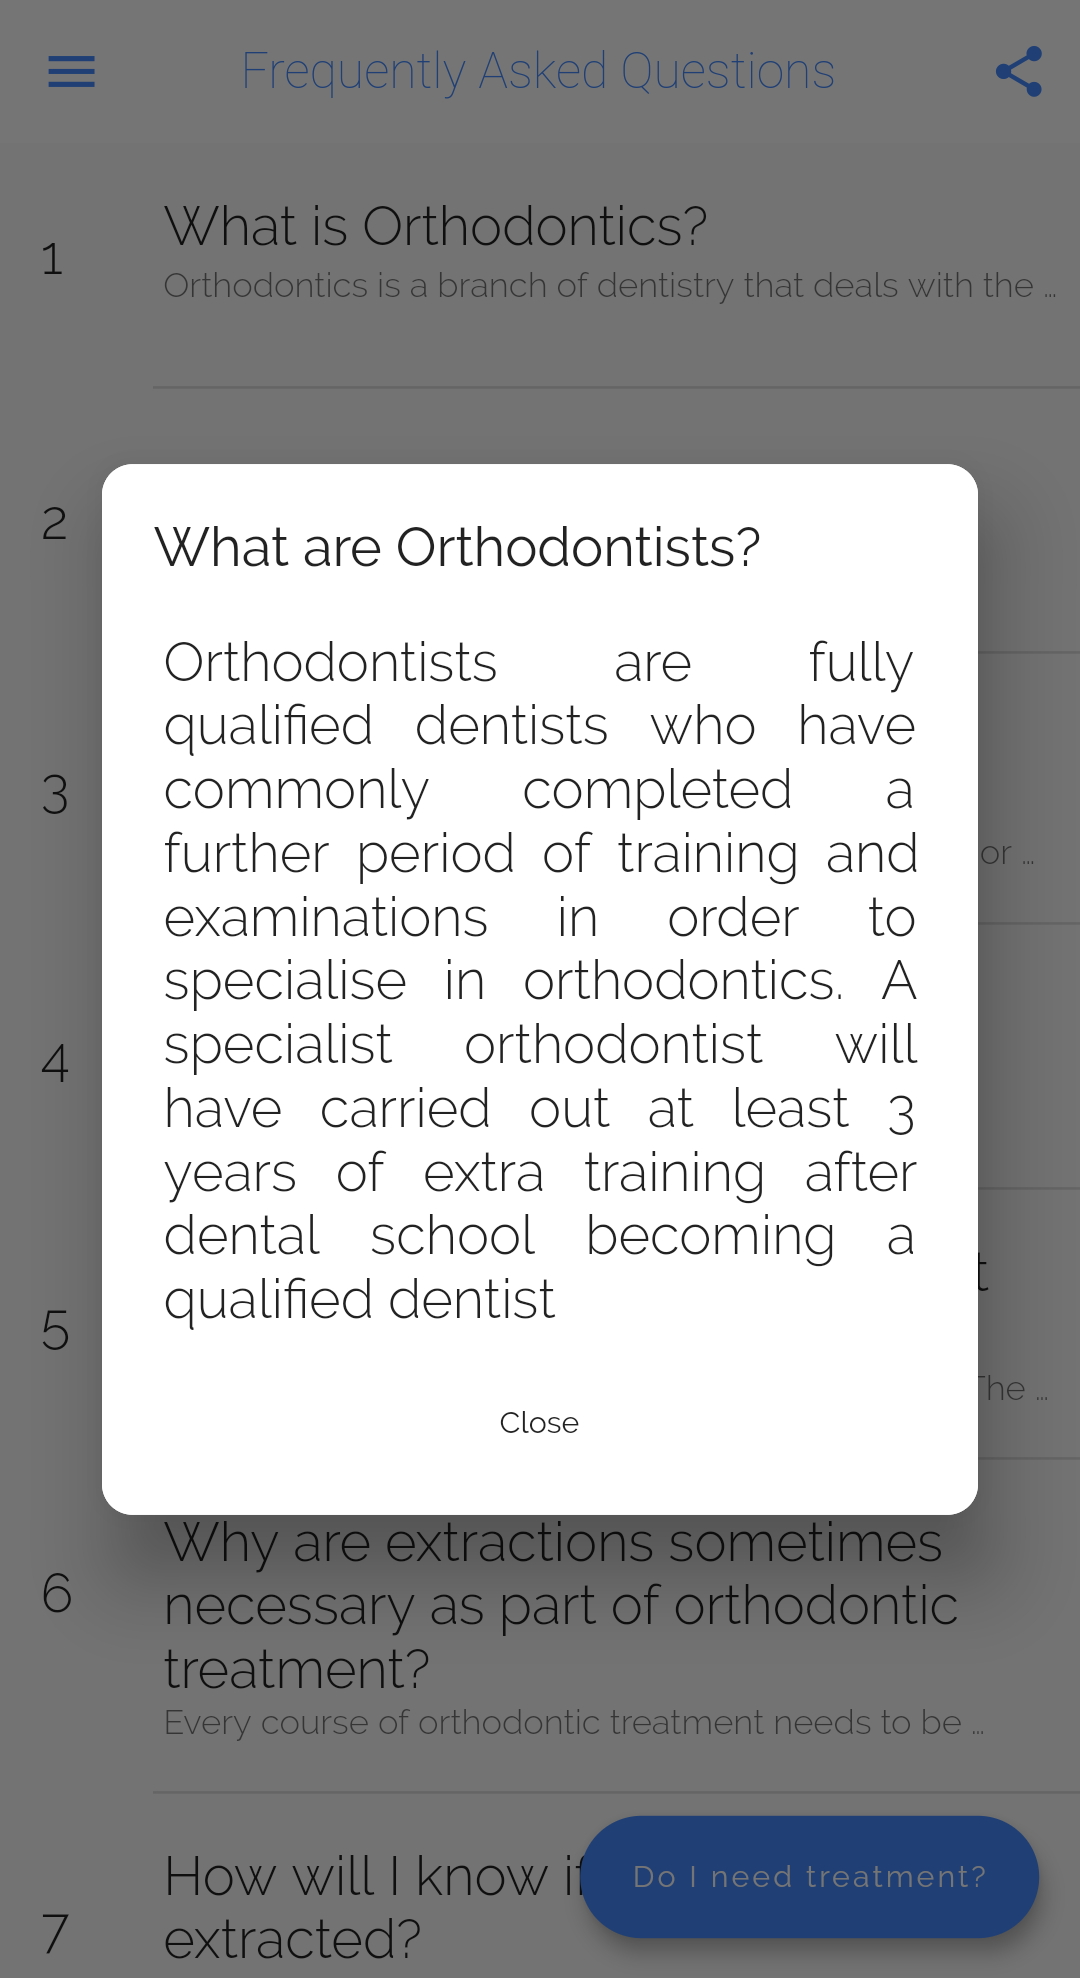 Frequently Asked Questions
1
What is Orthodontics?
Orthodontics is a branch of dentistry that deals with the ...
2
What are Orthodontists?
Orthodontists are fully
qualified dentists who have
commonly completed a
further period of training and
examinations in order to
specialise in orthodontics. A
specialist orthodontist will
have carried out at least 3
years of extra training after
dental school becoming a
qualified dentist
Close
3
or ...
4
5
The ...
6
Why are extractions sometimes
necessary as part of orthodontic
treatment?
Every course of orthodontic treatment needs to be ...
7
How will I know if
extracted?
Do I need treatment?